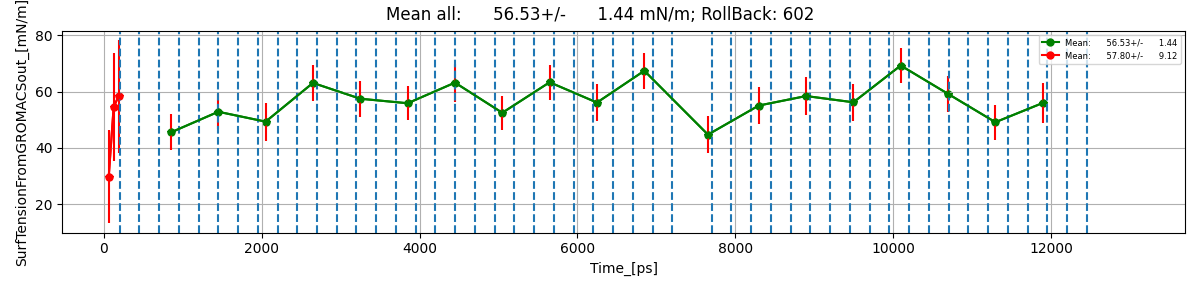 Mean all:      56.53+/-      1.44 mN/m; RollBack: 602
SurfTensionFromGROMACSout_[mN/m]
80
60
40
20
Mean:      56.53+/-      1.44
Mean:      57.80+/-      9.12
0 2000 4000 6000 8000 10000 12000
Time_[ps]